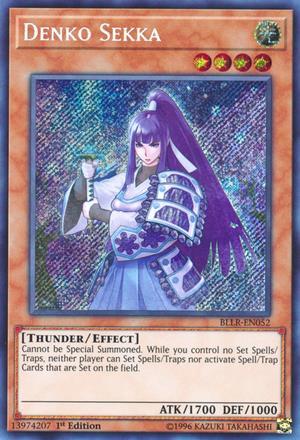 Denko Sekka
BLLR-EN052
[Thunder/Effect]
Cannot be Special Summoned. While you control no Set Spells/
Traps, neither player can Set Spells/Traps nor activate Spell/Trap
Cards that are Set on the field.
ATK/1700 DEF/1000
13974207 1st Edition ©1996 KAZUKI TAKAHASHI